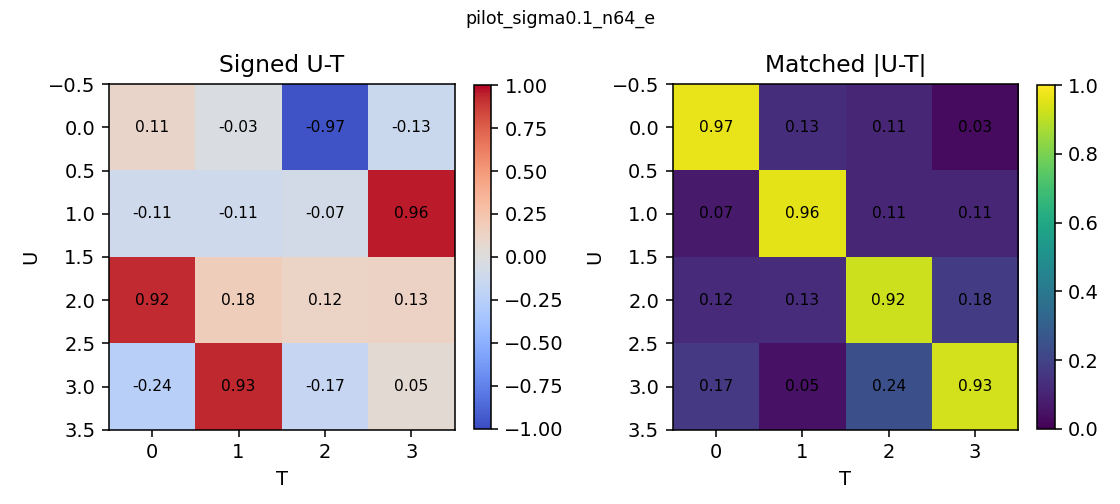 pilot_sigma0.1_n64_e
Signed U-T
−0.5
0.0
0.5
1.0
1.5
2.0
2.5
3.0
3.5
U
0.11 -0.03 -0.97 -0.13
-0.11 -0.11 -0.07 0.96
0.92 0.18 0.12 0.13
-0.24 0.93 -0.17 0.05
0 1 2 3
T
1.00
0.75
0.50
0.25
0.00
−0.25
−0.50
−0.75
−1.00
Matched |U-T|
−0.5
0.0
0.5
1.0
1.5
2.0
2.5
3.0
3.5
U
0.97 0.13 0.11 0.03
0.07 0.96 0.11 0.11
0.12 0.13 0.92 0.18
0.17 0.05 0.24 0.93
0 1 2 3
T
1.0
0.8
0.6
0.4
0.2
0.0